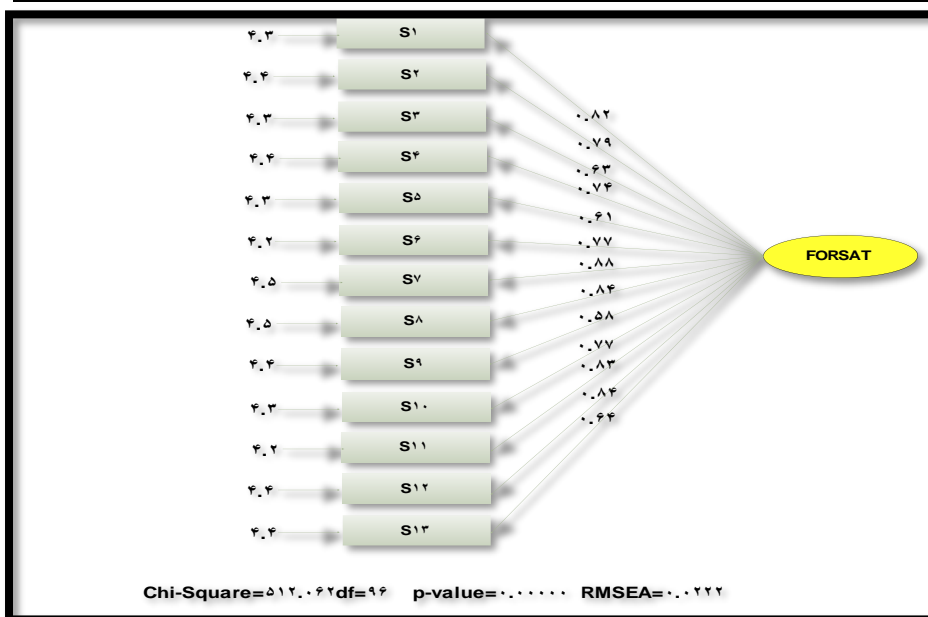 ۴.۳ S۱
۴.۴ S۲
۴.۳ S۳ ۰.۸۲
۰.۷۹
۴.۴ S۴ ۰.۶۳
۰.۷۴
۴.۳ S۵ ۰.۶۱
۴.۲ S۶ ۰.۷۷
FORSAT
۰.۸۸
۴.۵ S۷ ۰.۸۴
۴.۵ S۸ ۰.۵۸
۰.۷۷
۴.۴ S۹ ۰.۸۳
۰.۸۴
۴.۳ S۱۰ ۰.۶۴
۴.۲ S۱۱
۴.۴ S۱۲
۴.۴ S۱۳
Chi-Square=۵۱۲.۰۶۲df=۹۶ p-value=۰.۰۰۰۰۰ RMSEA=۰.۰۲۲۲